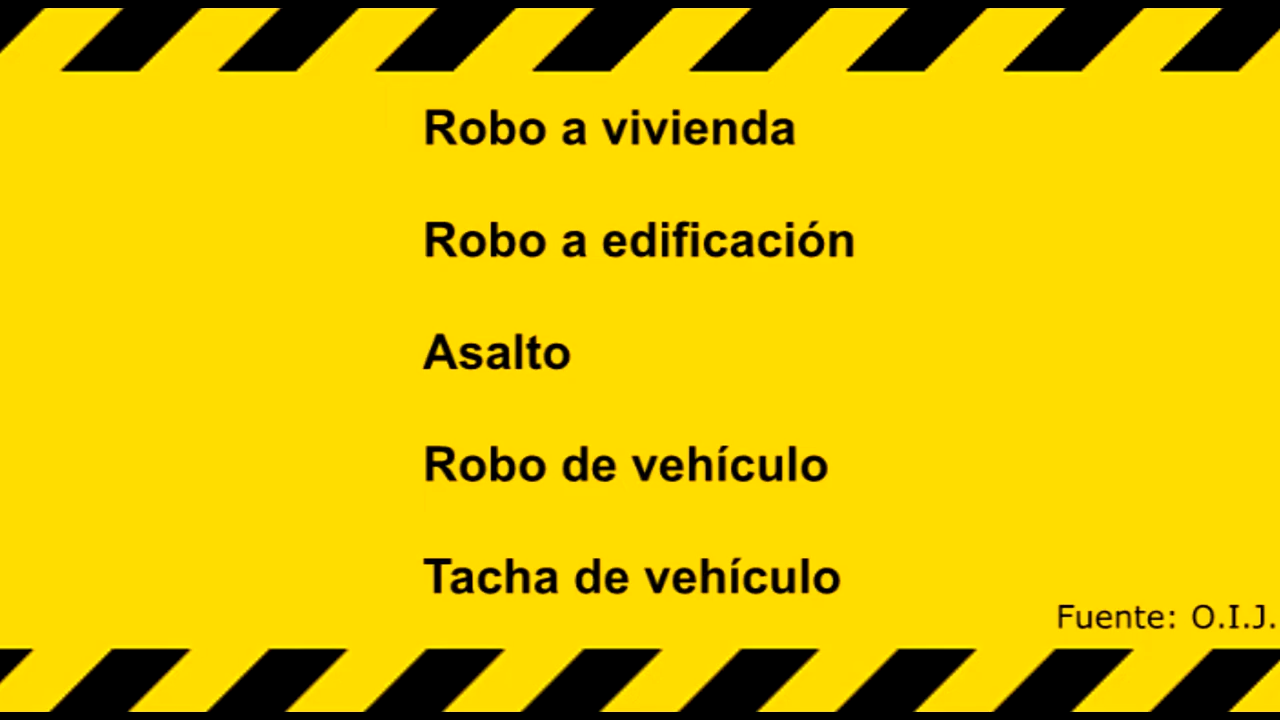 Robo a vivienda
Robo a edificación
Asalto
Robo de vehículo
Tacha de vehículo
Fuente: O.I.J.